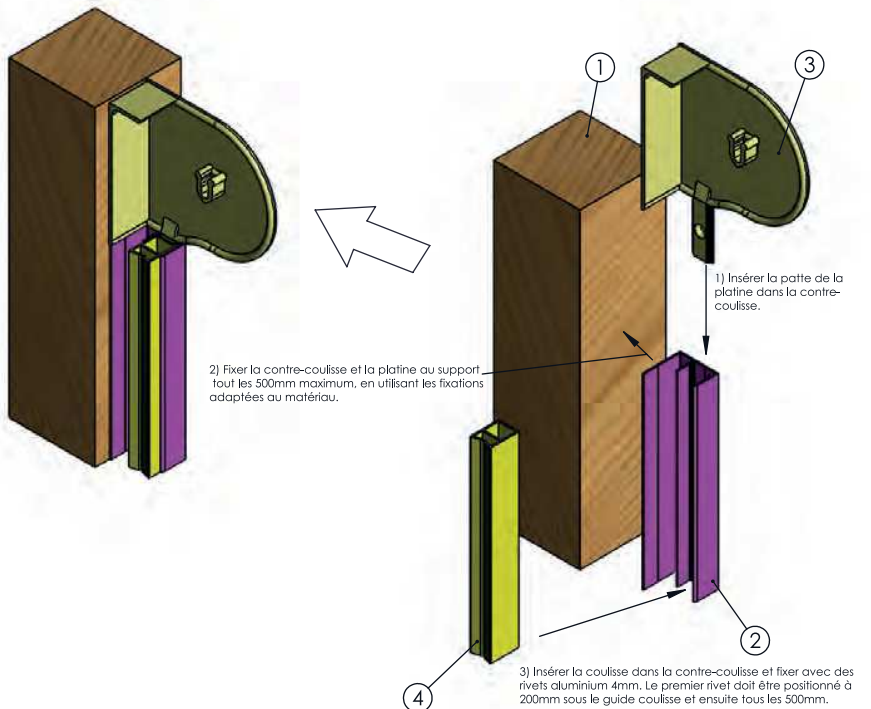 1
3
1) Insérer la patte de la
platine dans la contre-
coulisse.
2) Fixer la contre-coulisse et la platine au support
tout les 500mm maximum, en utilisant les fixations
adaptées au matériau.
2
3) Insérer la coulisse dans la contre-coulisse et fixer avec des
rivets aluminium 4mm. Le premier rivet doit être positionné à
200mm sous le guide coulisse et ensuite tous les 500mm.
4